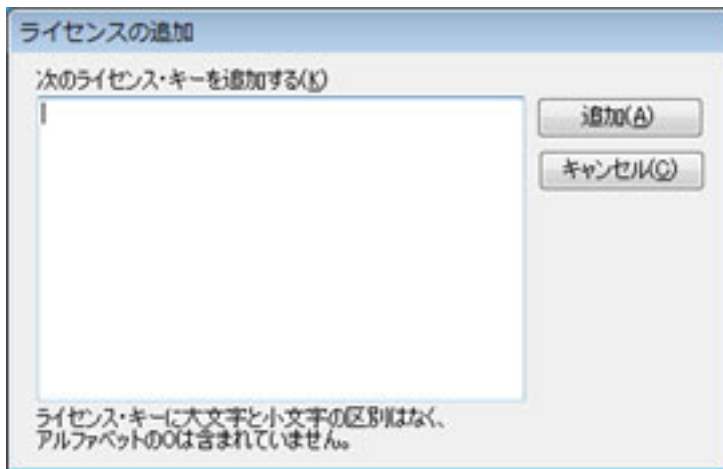 ライセンスの追加
次のライセンス・キーを追加する(K)
追加(A)
キャンセル(C)
ライセンス・キーに大文字と小文字の区別はなく、
アルファベットのOは含まれていません。